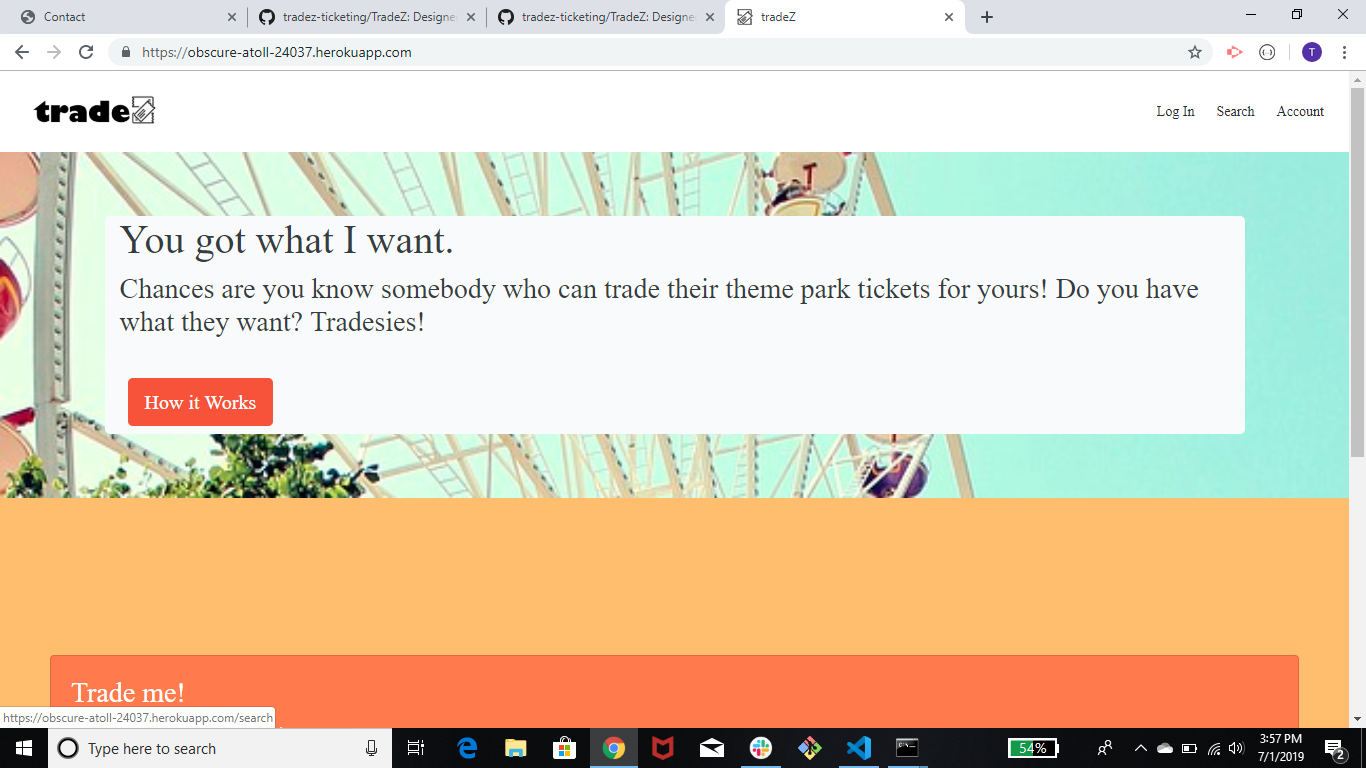 Contact
tradez-ticketing/TradeZ: Designe
tradez-ticketing/TradeZ: Designe
tradeZ
https://obscure-atoll-24037.herokuapp.com
T
trade
Log In Search Account
T
You got what I want.
Chances are you know somebody who can trade their theme park tickets for yours! Do you have
what they want? Tradesies!
How it Works
Trade me!
https://obscure-atoll-24037.herokuapp.com/search
Type here to search
54%
3:57 PM
7/1/2019
2